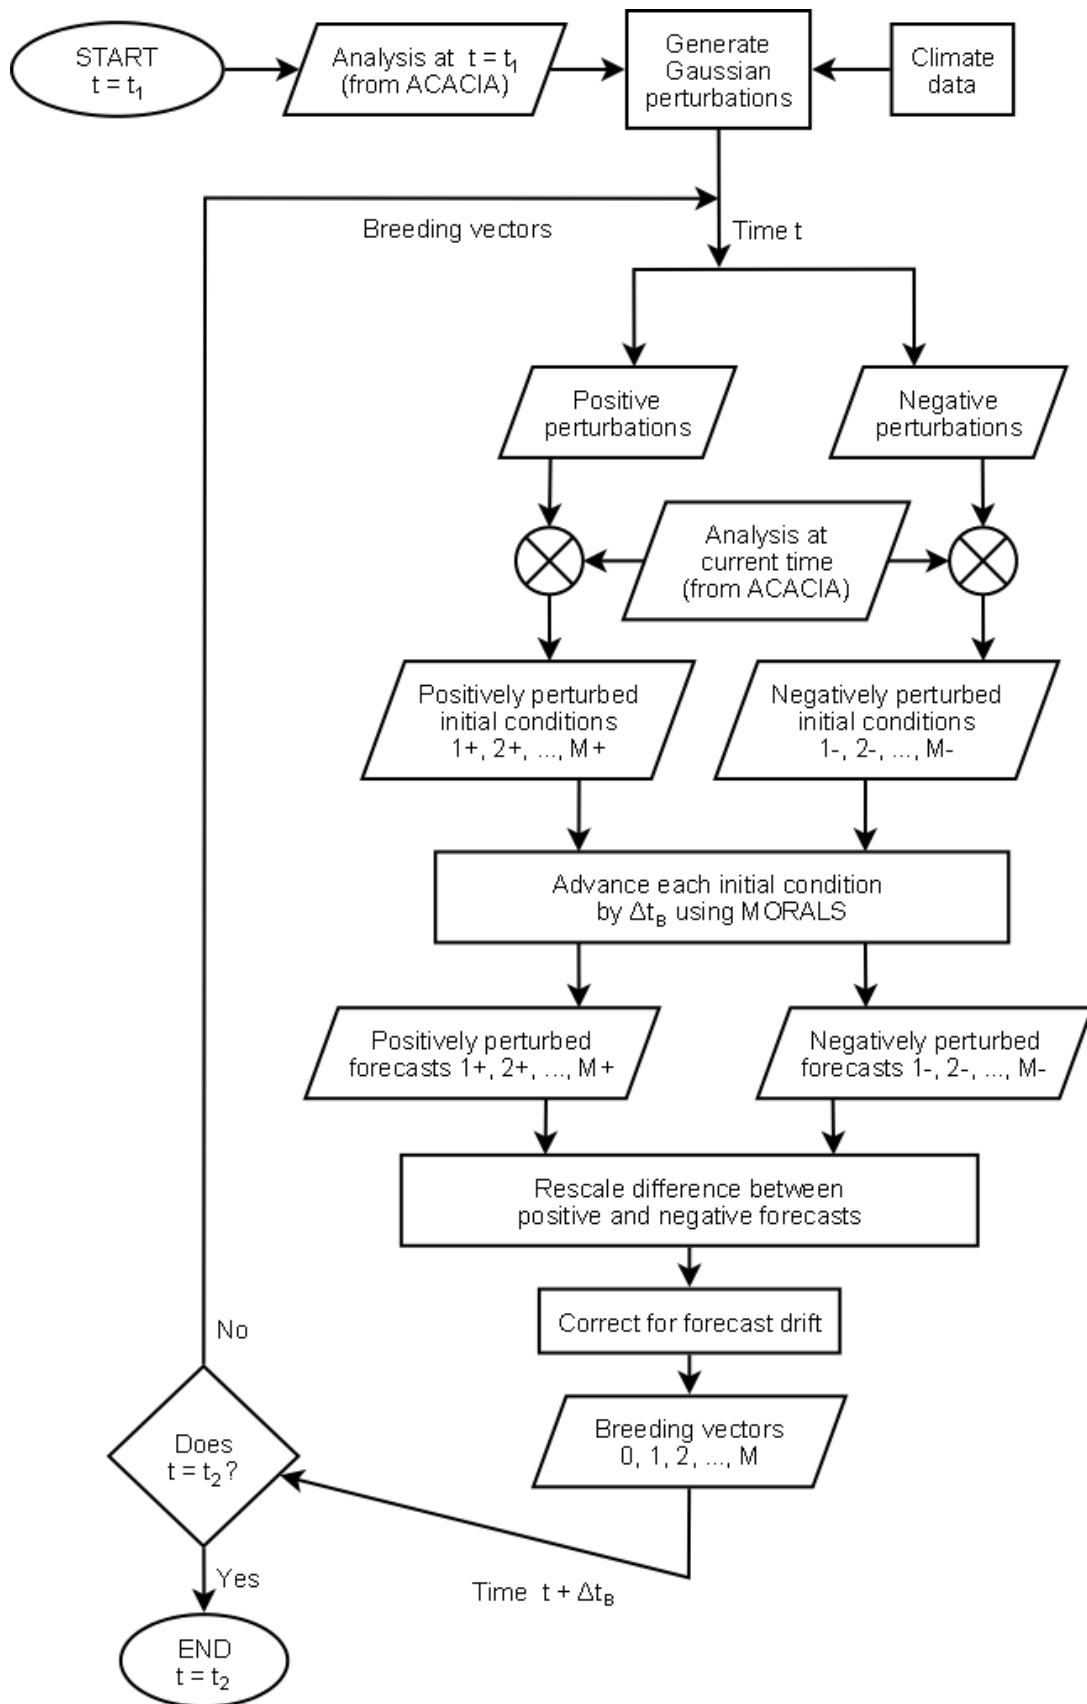 START
t = t₁
Analysis at t = t₁
(from ACACIA)
Generate
Gaussian
perturbations
Climate
data
Breeding vectors
Time t
Positive
perturbations
Negative
perturbations
Analysis at
current time
(from ACACIA)
Positively perturbed
initial conditions
1+, 2+, ..., M+
Negatively perturbed
initial conditions
1-, 2-, ..., M-
Advance each initial condition
by Δt_B using MORALS
Positively perturbed
forecasts 1+, 2+, ..., M+
Negatively perturbed
forecasts 1-, 2-, ..., M-
Rescale difference between
positive and negative forecasts
Correct for forecast drift
No
Breeding vectors
0, 1, 2, ..., M
Does
t = t₂?
Time t + Δt_B
Yes
END
t = t₂